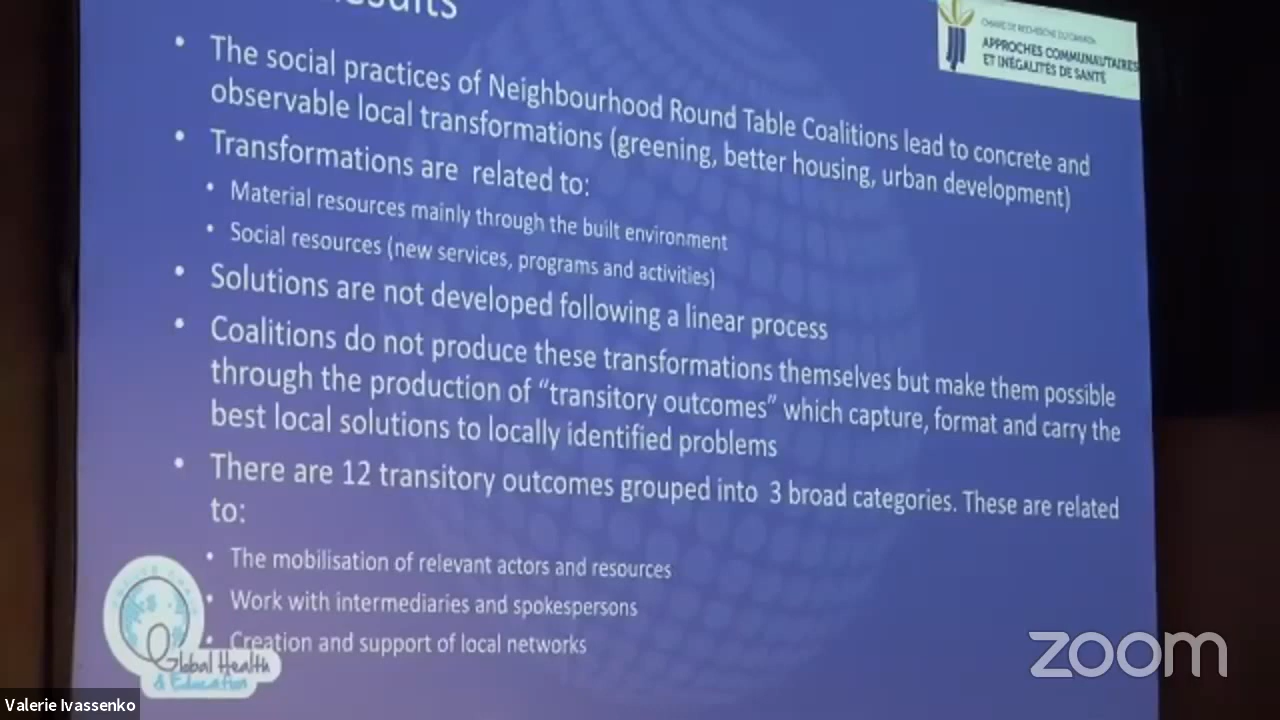 The social practices of Neighbourhood Round Table Coalitions lead to concrete and
observable local transformations (greening, better housing, urban development)
Transformations are related to:
Material resources mainly through the built environment
Social resources (new services, programs and activities)
Solutions are not developed following a linear process
Coalitions do not produce these transformations themselves but make them possible
through the production of “transitory outcomes” which capture, format and carry the
best local solutions to locally identified problems
There are 12 transitory outcomes grouped into 3 broad categories. These are related
to:
The mobilisation of relevant actors and resources
Work with intermediaries and spokespersons
Creation and support of local networks
CHAIRE DE RECHERCHE DU CANADA
APPROCHES COMMUNAUTAIRES
ET INÉGALITÉS DE SANTÉ
Global Health
& Education
zoom
Valerie Ivassenko